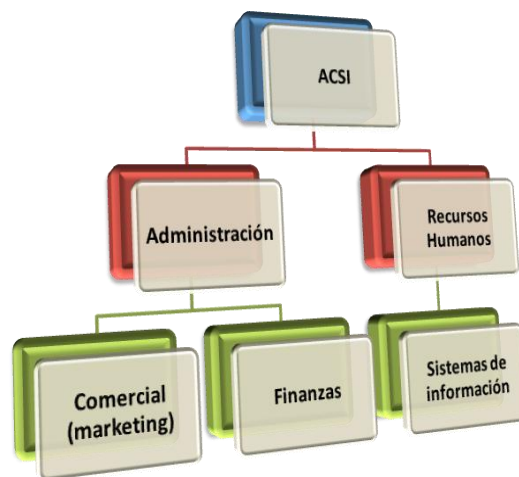 ACSI
Administración
Recursos
Humanos
Comercial
(marketing)
Finanzas
Sistemas de
información